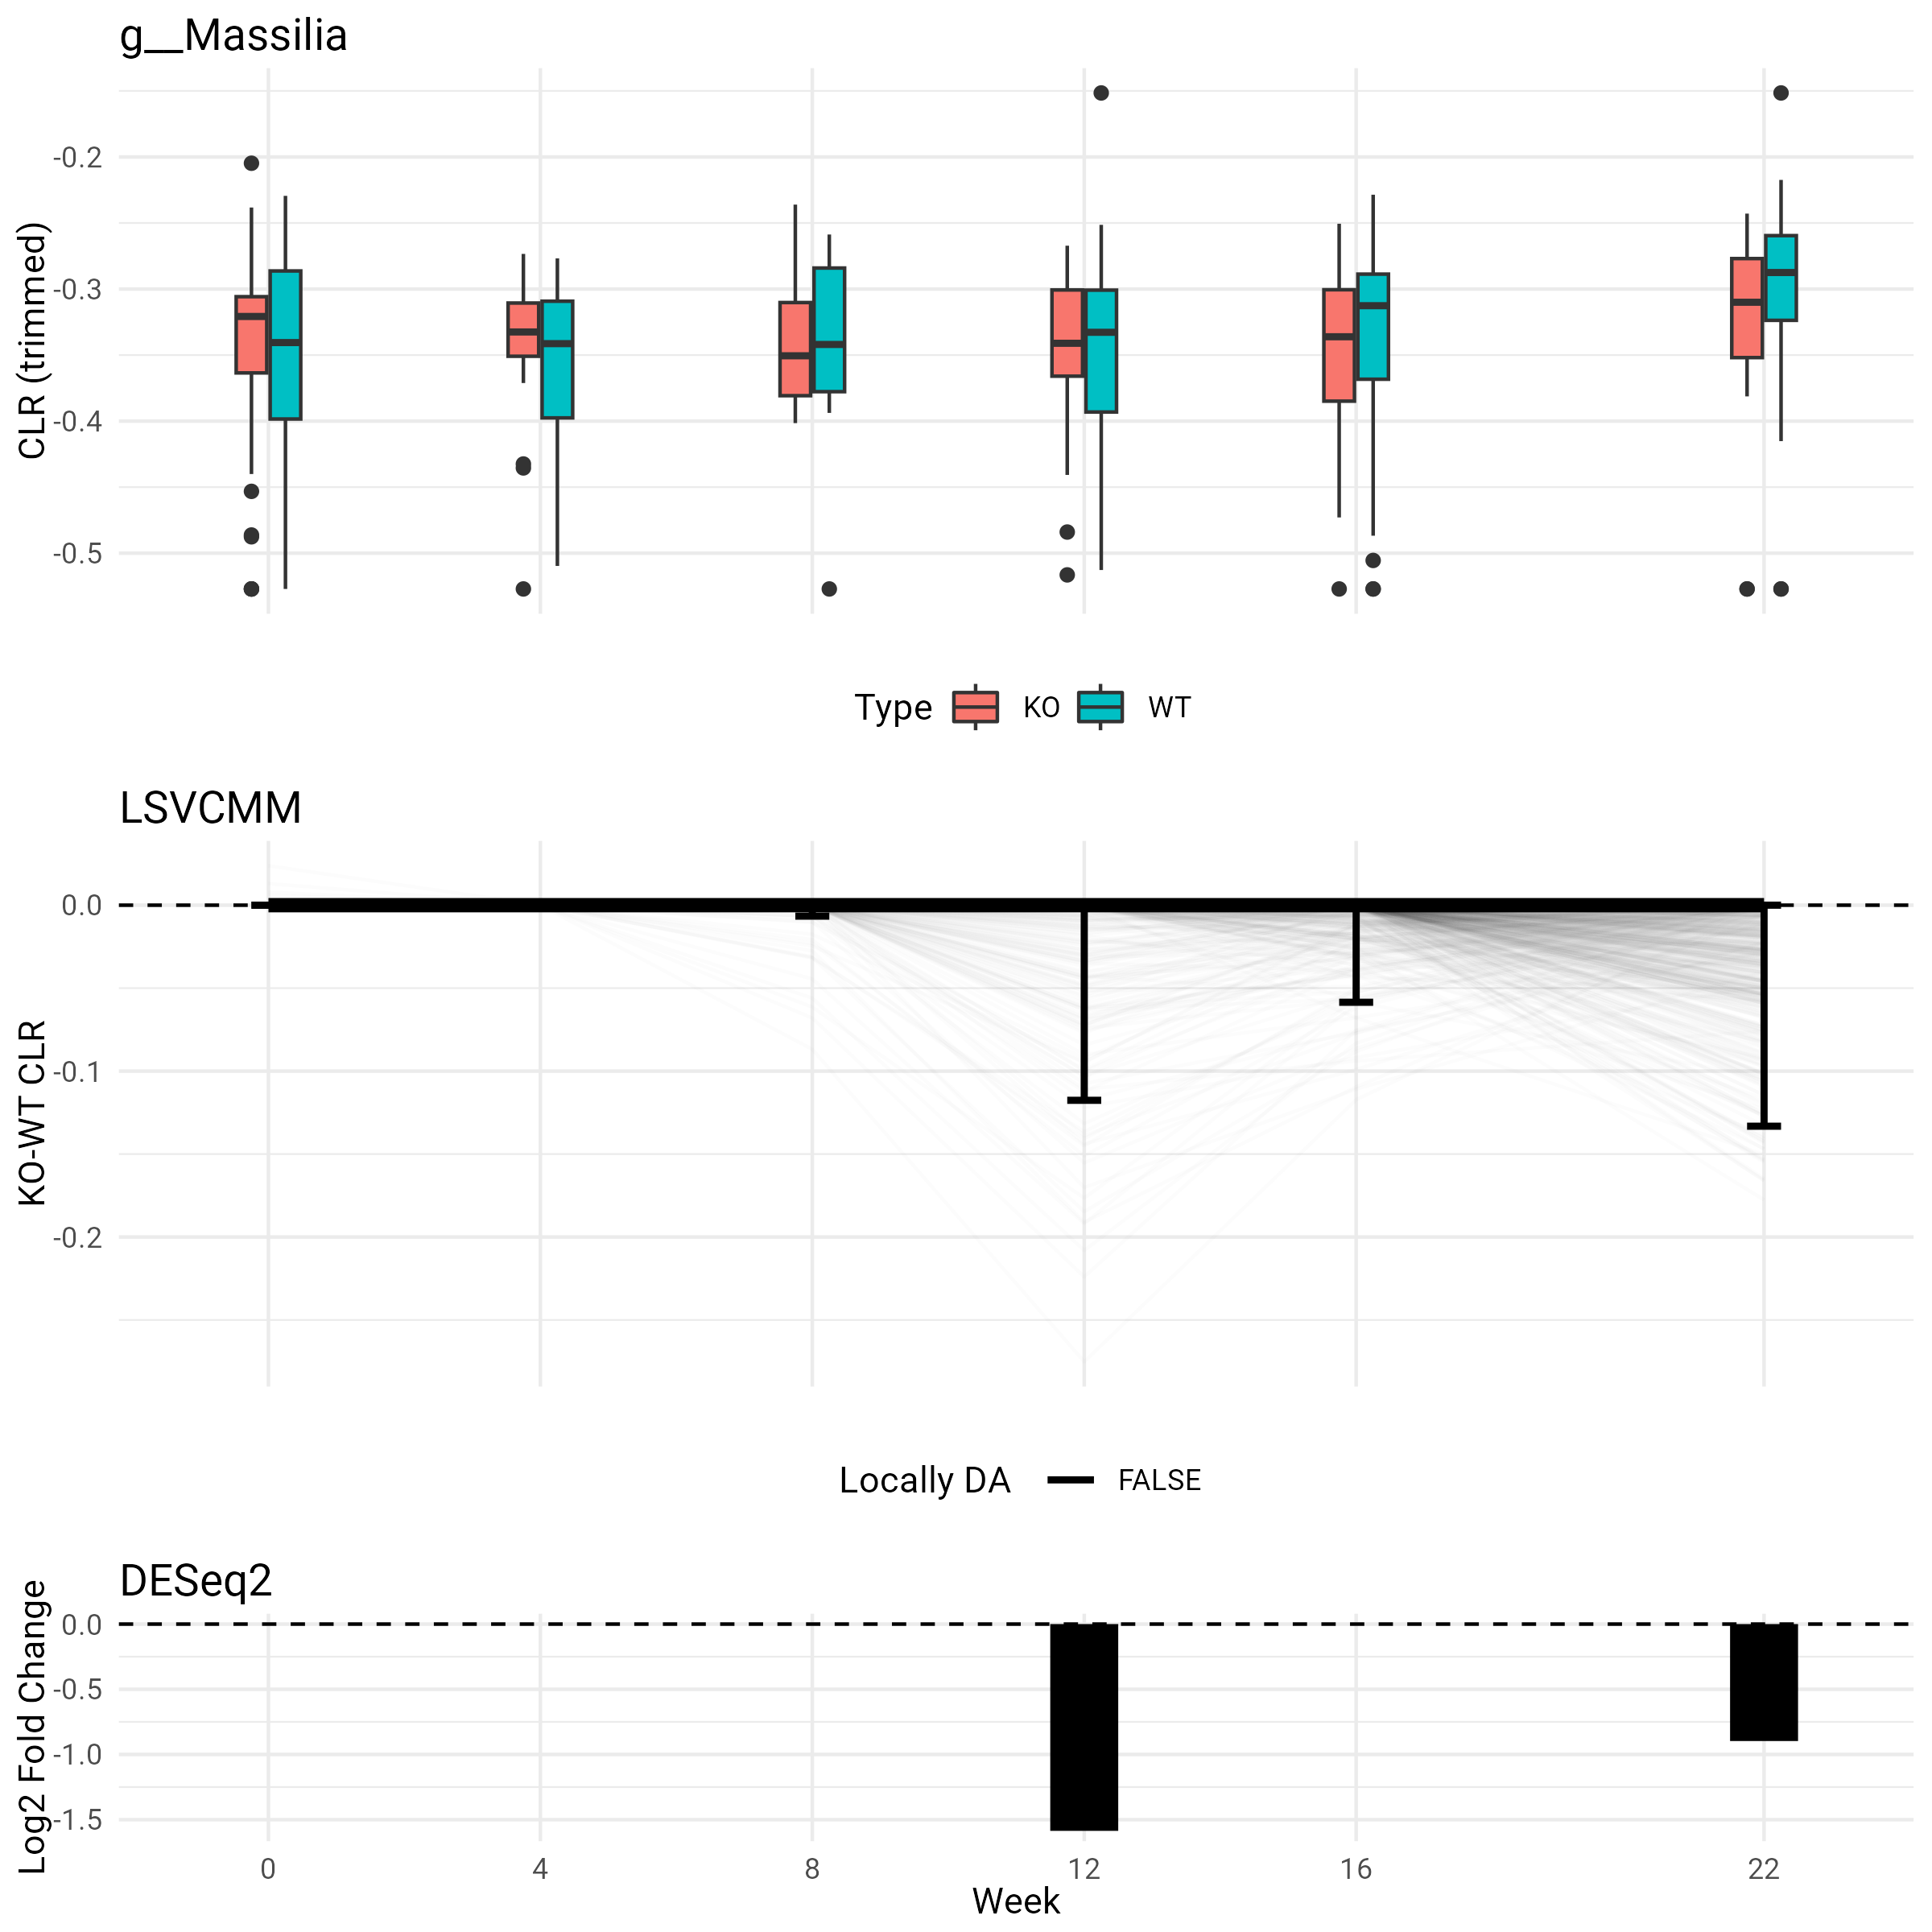 g__Massilia
CLR (trimmed)
-0.2
-0.3
-0.4
-0.5
Type KO WT
LSVCMM
KO-WT CLR
0.0
-0.1
-0.2
Locally DA FALSE
DESeq2
Log2 Fold Change
0.0
-0.5
-1.0
-1.5
0 4 8 12 16 22
Week